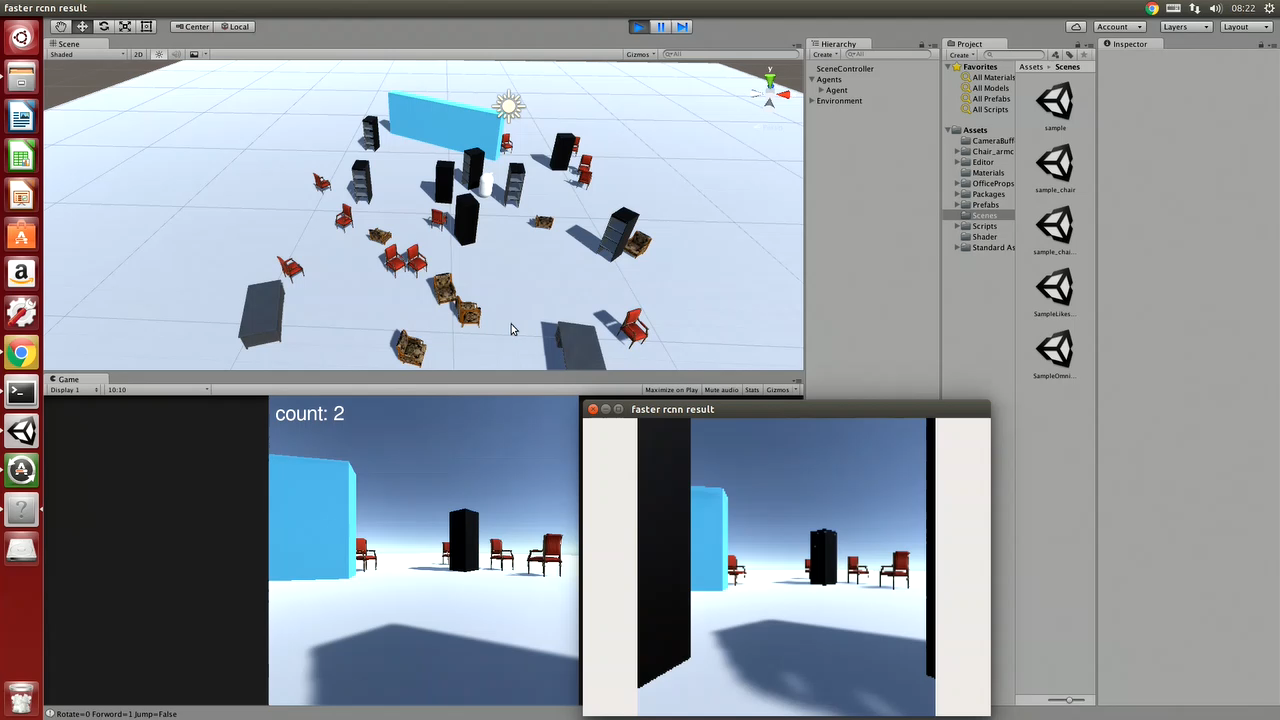 faster rcnn result
08:22
Center
Local
Account
Layers
Layout
Scene
Shaded
2D
Gizmos
All
Hierarchy
Create
All
SceneController
Agents
Agent
Environment
Project
Create
Favorites
All Materials
All Models
All Prefabs
All Scripts
Assets
CameraBuff
Chair_armc
Editor
Materials
OfficeProps
Packages
Prefabs
Scenes
Scripts
Shader
Standard As
Assets
Scenes
sample
sample_chair
sample_chai...
SampleLikes...
SampleOmni...
Inspector
Game
Display 1
10:10
Maximize on Play
Mute audio
Stats
Gizmos
count: 2
faster rcnn result
Rotate=0 Forward=1 Jump=False